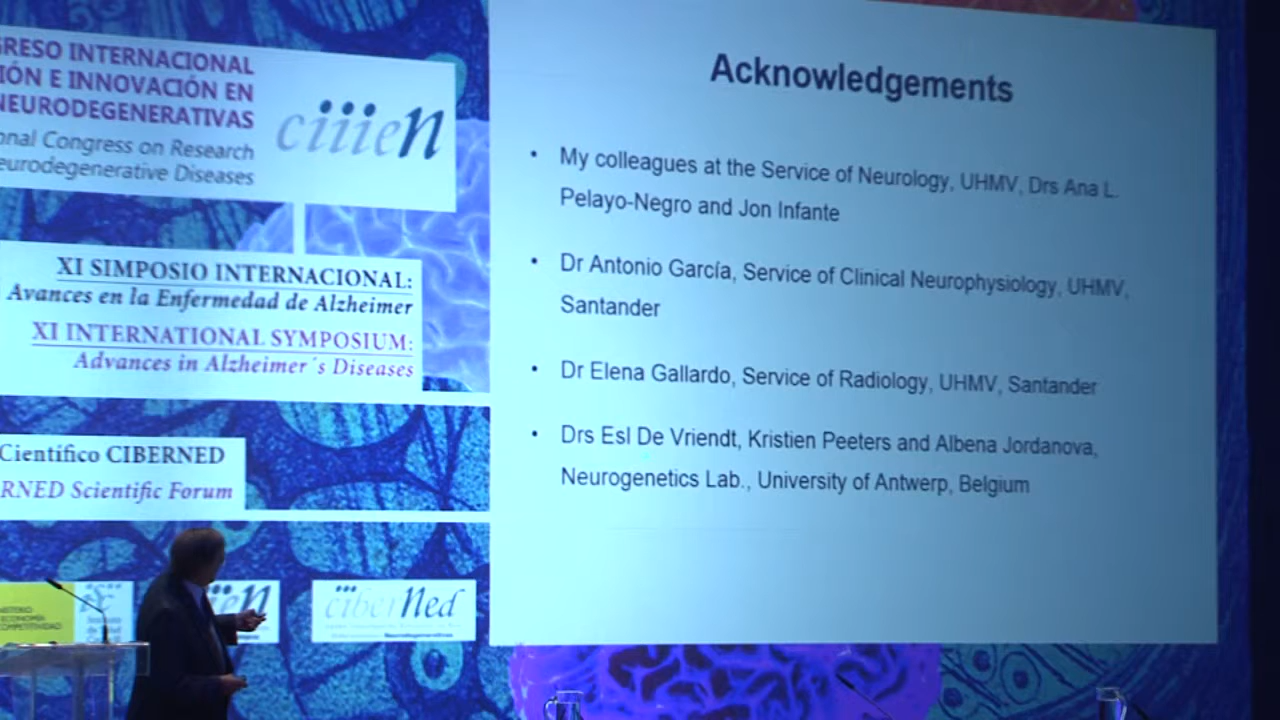 GRESO INTERNACIONAL
IÓN E INNOVACIÓN EN
NEURODEGENERATIVAS
onal Congress on Research
eurodegenerative Diseases
ciiien
XI SIMPOSIO INTERNACIONAL:
Avances en la Enfermedad de Alzheimer
XI INTERNATIONAL SYMPOSIUM:
Advances in Alzheimer´s Diseases
Científico CIBERNED
RNED Scientific Forum
ciberned
Acknowledgements
• My colleagues at the Service of Neurology, UHMV, Drs Ana L.
Pelayo-Negro and Jon Infante
• Dr Antonio García, Service of Clinical Neurophysiology, UHMV,
Santander
• Dr Elena Gallardo, Service of Radiology, UHMV, Santander
• Drs Esl De Vriendt, Kristien Peeters and Albena Jordanova,
Neurogenetics Lab., University of Antwerp, Belgium